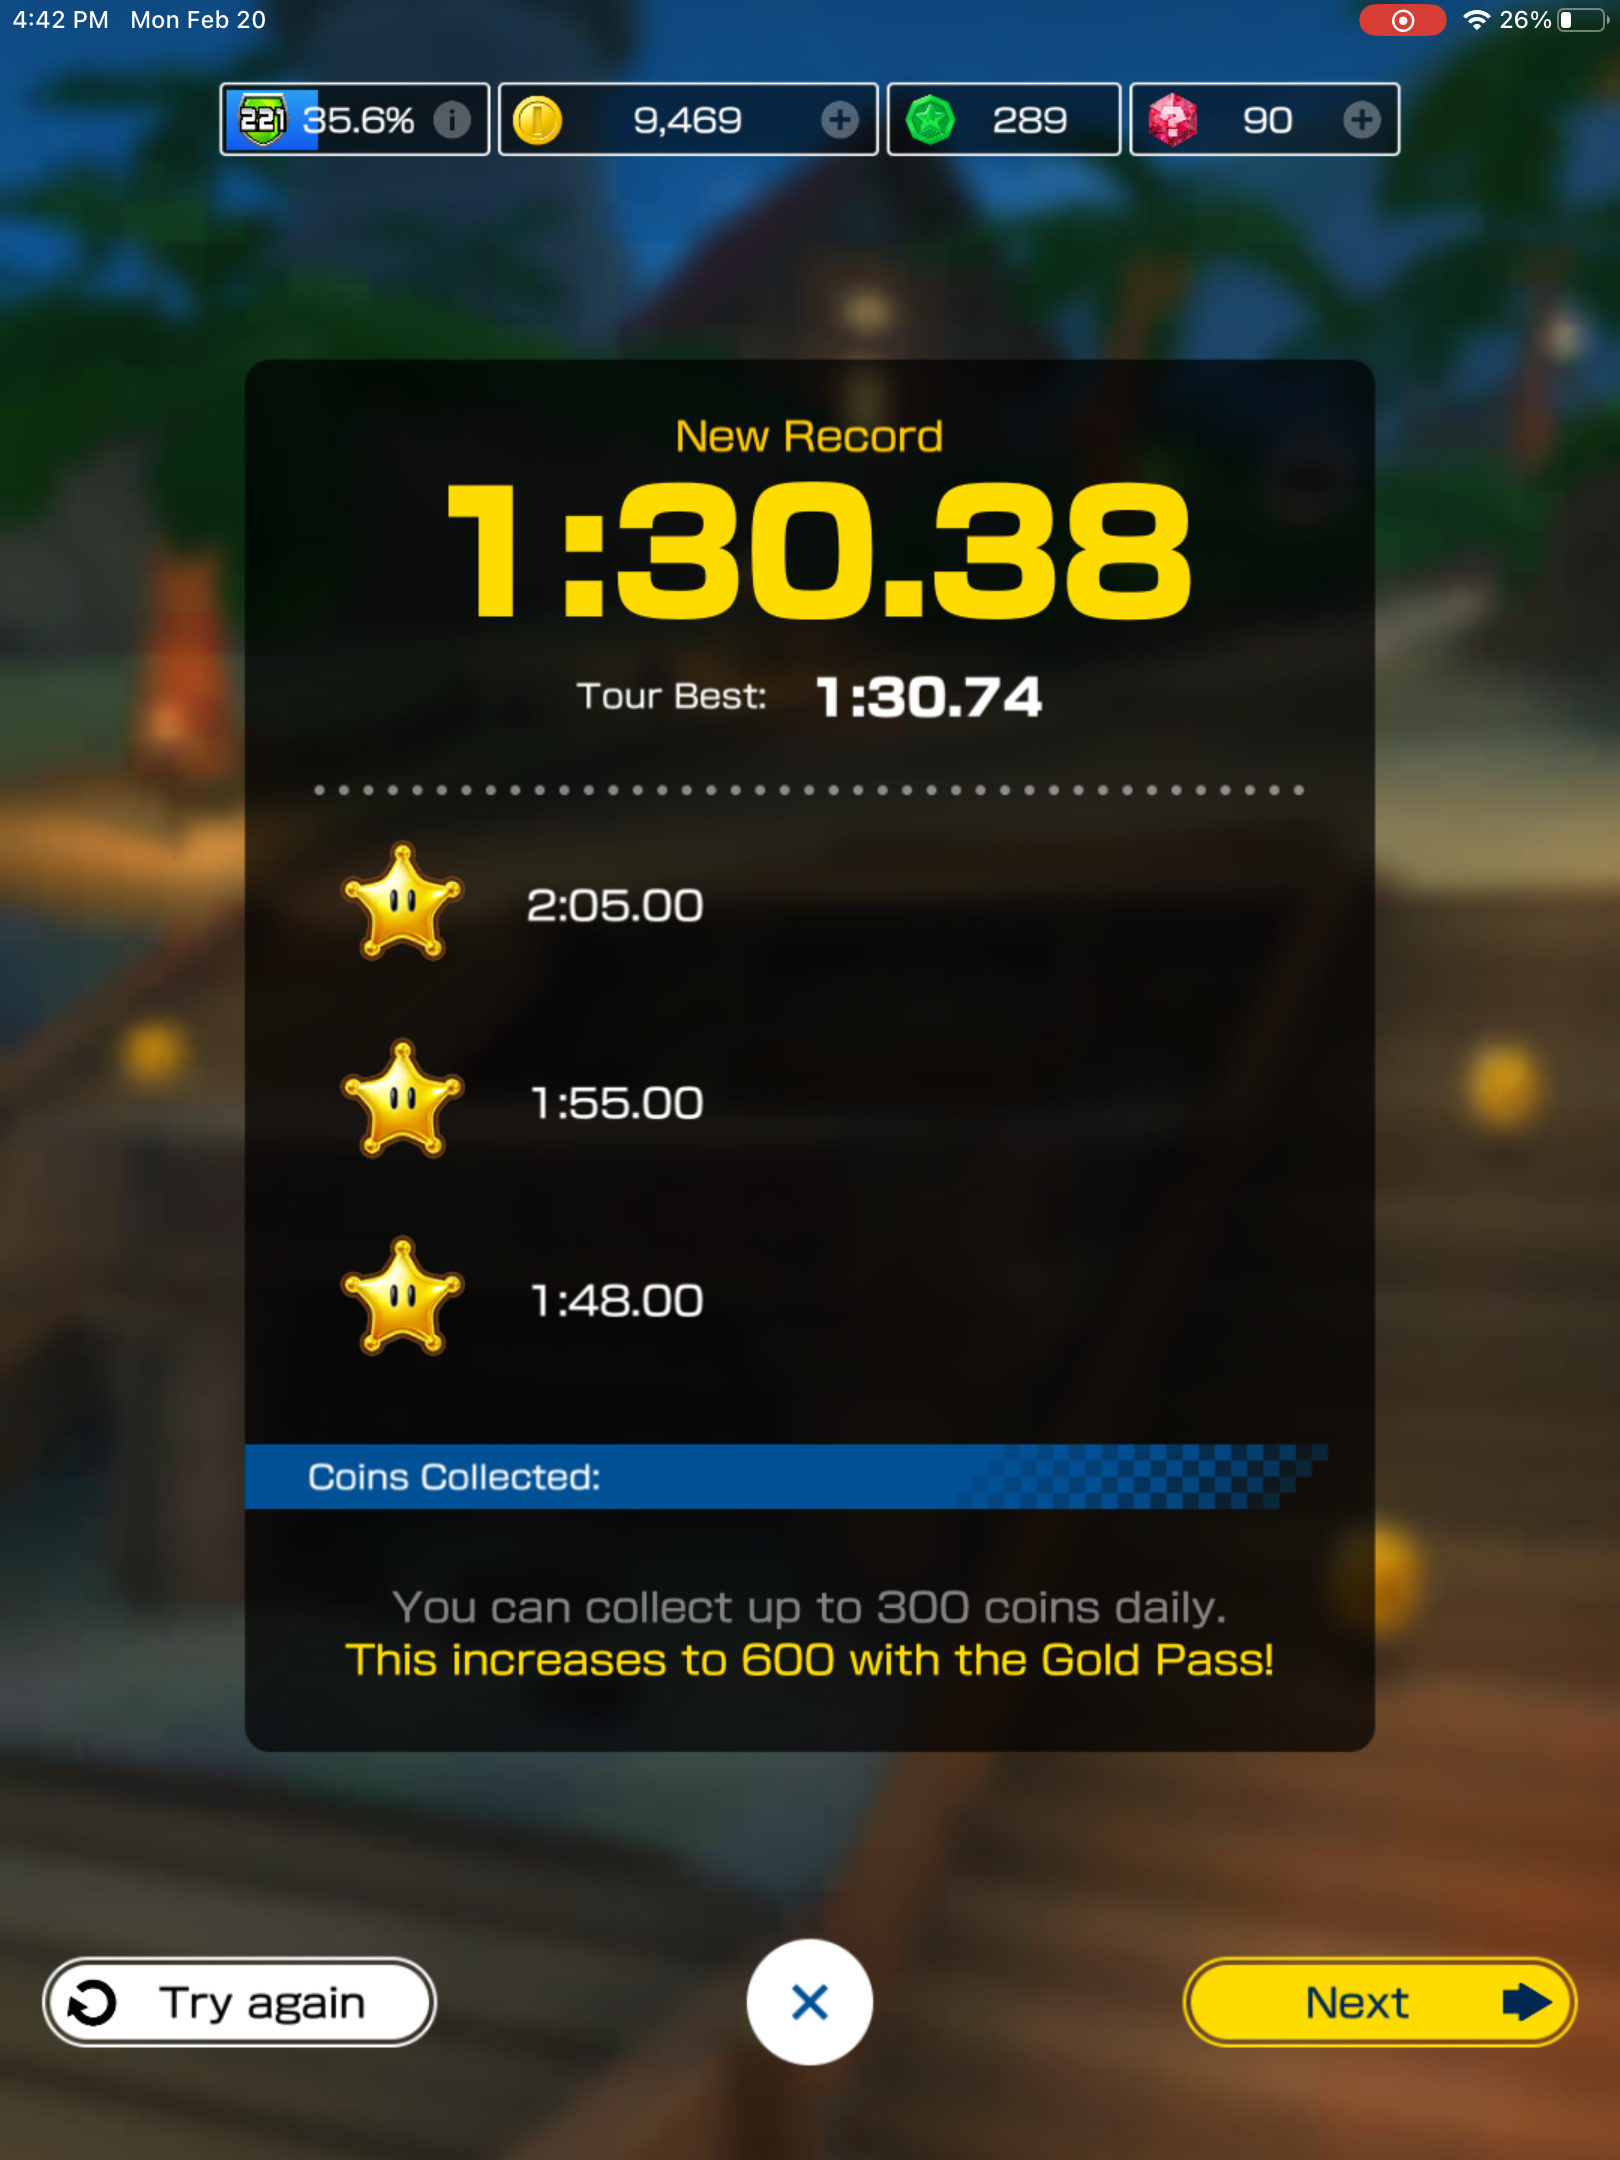 4:42 PM Mon Feb 20 26%
221 35.6% 9,469 289 90
New Record
1:30.38
Tour Best: 1:30.74
2:05.00
1:55.00
1:48.00
Coins Collected:
You can collect up to 300 coins daily.
This increases to 600 with the Gold Pass!
Try again Next